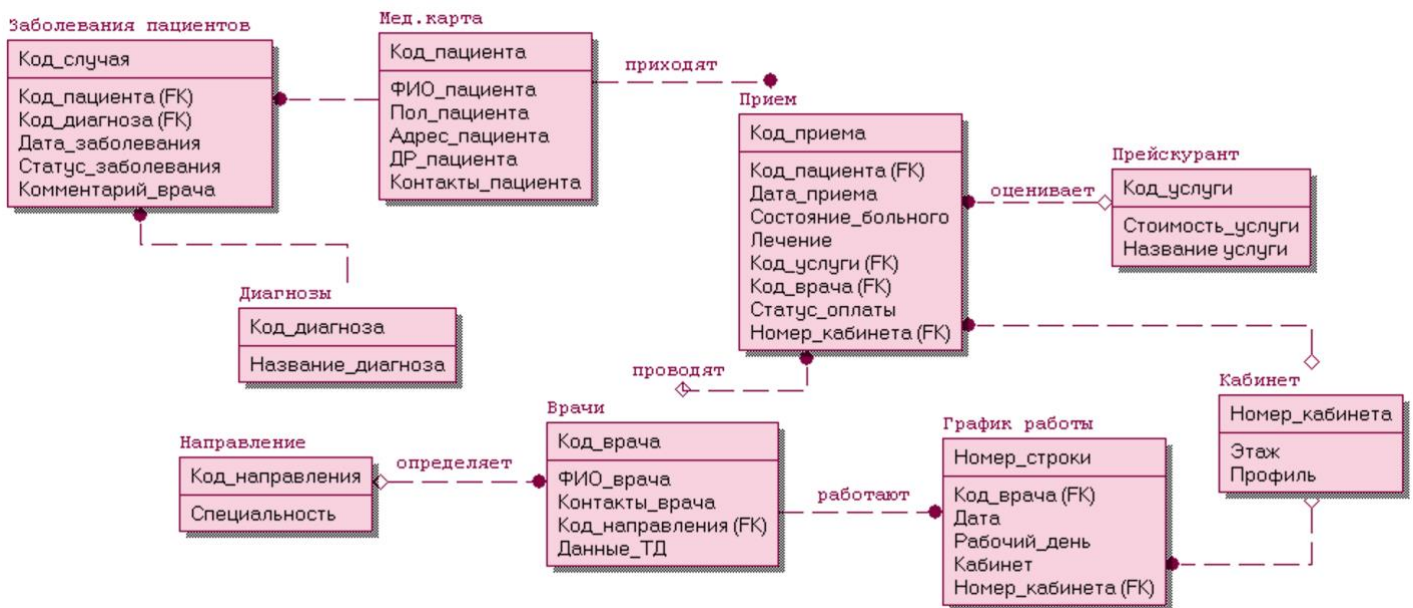 Заболевания пациентов
Код_случая
Код_пациента (FK)
Код_диагноза (FK)
Дата_заболевания
Статус_заболевания
Комментарий_врача
Мед.карта
Код_пациента
ФИО_пациента
Пол_пациента
Адрес_пациента
ДР_пациента
Контакты_пациента
приходят
Прием
Код_приема
Код_пациента (FK)
Дата_приема
Состояние_больного
Лечение
Код_услуги (FK)
Код_врача (FK)
Статус_оплаты
Номер_кабинета (FK)
оценивает
Прейскурант
Код_услуги
Стоимость_услуги
Название услуги
Диагнозы
Код_диагноза
Название_диагноза
проводят
Кабинет
Номер_кабинета
Этаж
Профиль
Направление
Код_направления
Специальность
определяет
Врачи
Код_врача
ФИО_врача
Контакты_врача
Код_направления (FK)
Данные_ТД
работают
График работы
Номер_строки
Код_врача (FK)
Дата
Рабочий_день
Кабинет
Номер_кабинета (FK)